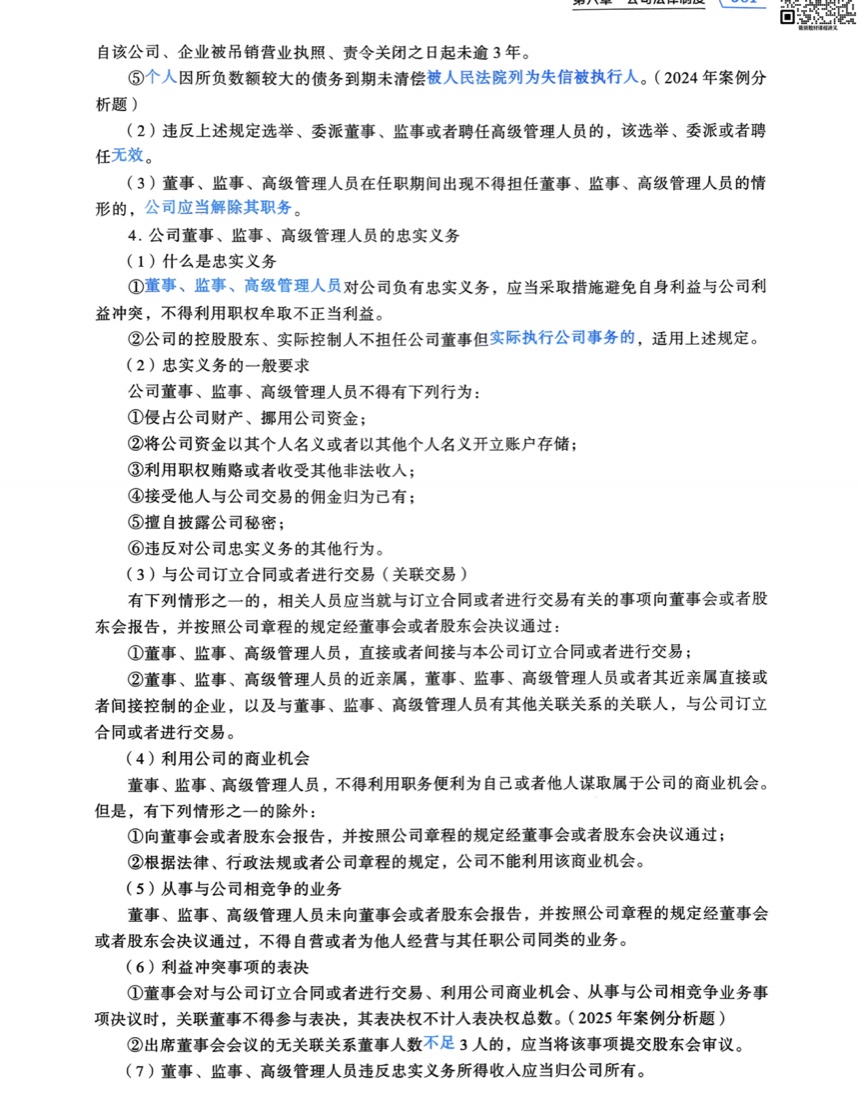 第六章 公司法律制度 361
自该公司、企业被吊销营业执照、责令关闭之日起未逾 3 年。
⑤个人因所负数额较大的债务到期未清偿被人民法院列为失信被执行人。（2024 年案例分
析题）
（2）违反上述规定选举、委派董事、监事或者聘任高级管理人员的，该选举、委派或者聘
任无效。
（3）董事、监事、高级管理人员在任职期间出现不得担任董事、监事、高级管理人员的情
形的，公司应当解除其职务。
4. 公司董事、监事、高级管理人员的忠实义务
（1）什么是忠实义务
①董事、监事、高级管理人员对公司负有忠实义务，应当采取措施避免自身利益与公司利
益冲突，不得利用职权牟取不正当利益。
②公司的控股股东、实际控制人不担任公司董事但实际执行公司事务的，适用上述规定。
（2）忠实义务的一般要求
公司董事、监事、高级管理人员不得有下列行为：
①侵占公司财产、挪用公司资金；
②将公司资金以其个人名义或者以其他个人名义开立账户存储；
③利用职权贿赂或者收受其他非法收入；
④接受他人与公司交易的佣金归为己有；
⑤擅自披露公司秘密；
⑥违反对公司忠实义务的其他行为。
（3）与公司订立合同或者进行交易（关联交易）
有下列情形之一的，相关人员应当就与订立合同或者进行交易有关的事项向董事会或者股
东会报告，并按照公司章程的规定经董事会或者股东会决议通过：
①董事、监事、高级管理人员，直接或者间接与本公司订立合同或者进行交易；
②董事、监事、高级管理人员的近亲属，董事、监事、高级管理人员或者其近亲属直接或
者间接控制的企业，以及与董事、监事、高级管理人员有其他关联关系的关联人，与公司订立
合同或者进行交易。
（4）利用公司的商业机会
董事、监事、高级管理人员，不得利用职务便利为自己或者他人谋取属于公司的商业机会。
但是，有下列情形之一的除外：
①向董事会或者股东会报告，并按照公司章程的规定经董事会或者股东会决议通过；
②根据法律、行政法规或者公司章程的规定，公司不能利用该商业机会。
（5）从事与公司相竞争的业务
董事、监事、高级管理人员未向董事会或者股东会报告，并按照公司章程的规定经董事会
或者股东会决议通过，不得自营或者为他人经营与其任职公司同类的业务。
（6）利益冲突事项的表决
①董事会对与公司订立合同或者进行交易、利用公司商业机会、从事与公司相竞争业务事
项决议时，关联董事不得参与表决，其表决权不计入表决权总数。（2025 年案例分析题）
②出席董事会会议的无关联关系董事人数不足 3 人的，应当将该事项提交股东会审议。
（7）董事、监事、高级管理人员违反忠实义务所得收入应当归公司所有。